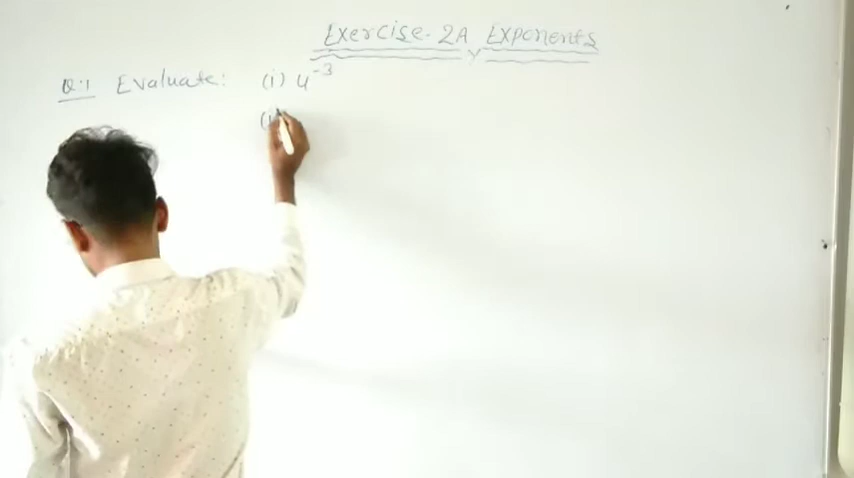 Exercise-2A Exponents
Q.1 Evaluate: (i) 4⁻³
(i